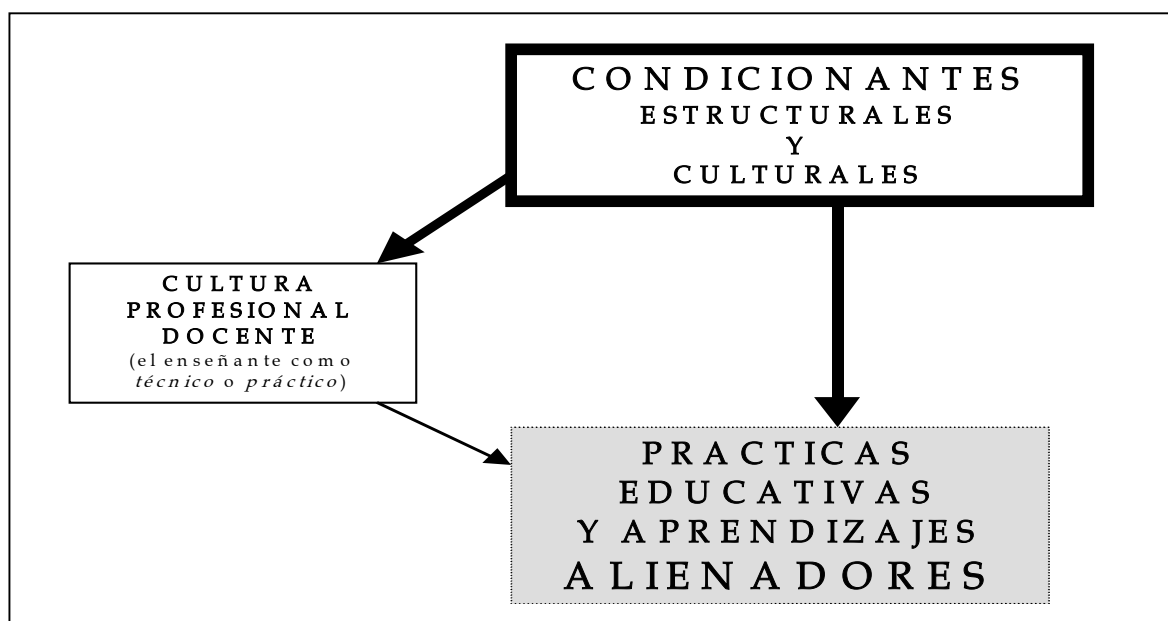 CONDICIONANTES
ESTRUCTURALES
Y
CULTURALES
CULTURA
PROFESIONAL
DOCENTE
(el enseñante como
técnico o práctico)
PRACTICAS
EDUCATIVAS
Y APRENDIZAJES
ALIENADORES